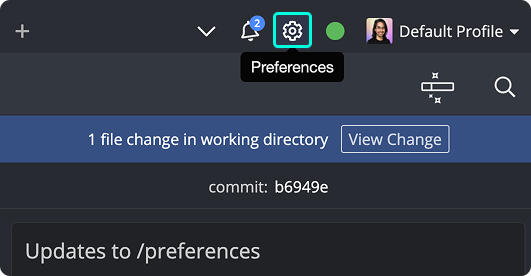 2
Default Profile
Preferences
1 file change in working directory View Change
commit: b6949e
Updates to /preferences